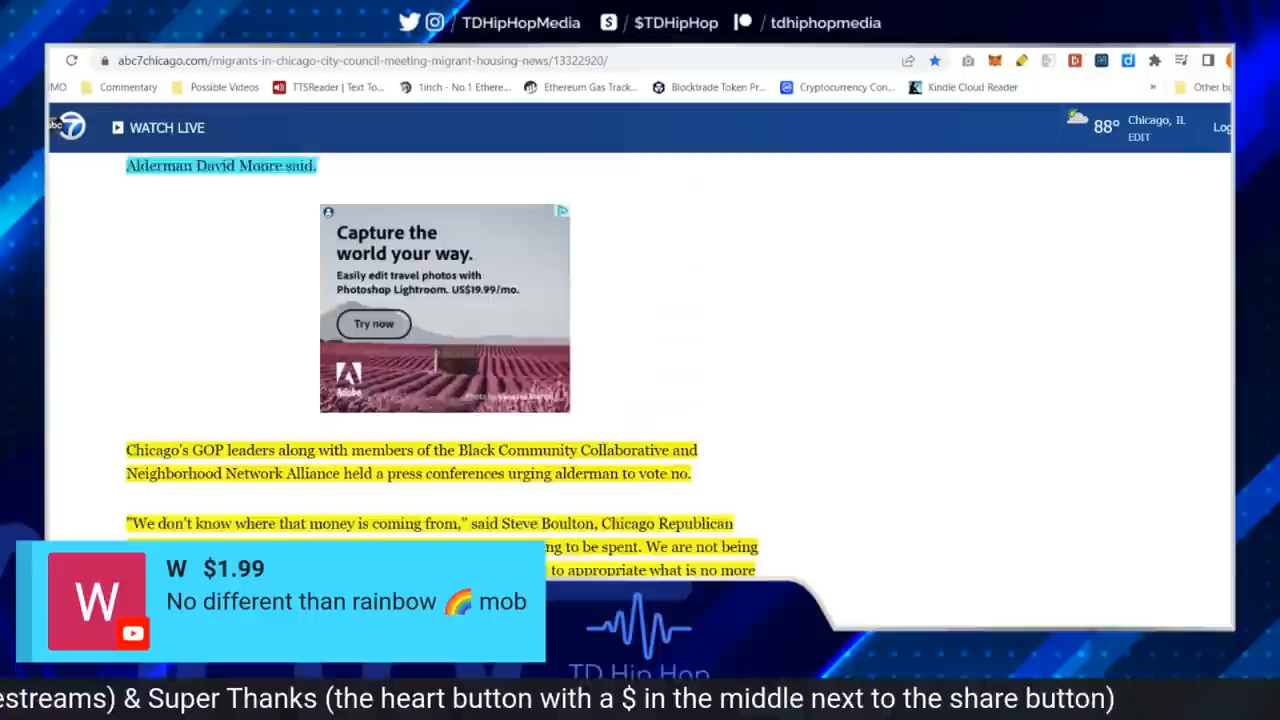 / TDHipHopMedia $ / $TDHipHop / tdhiphopmedia
abc7chicago.com/migrants-in-chicago-city-council-meeting-migrant-housing-news/13322920/
MO Commentary Possible Videos TTSReader | Text To... 1inch - No.1 Ethere... Ethereum Gas Track... Blocktrade Token Pr... Cryptocurrency Con... Kindle Cloud Reader » Other bo
abc 7 WATCH LIVE 88° Chicago, IL Log
EDIT
Alderman David Moore said.
Capture the
world your way.
Easily edit travel photos with
Photoshop Lightroom. US$19.99/mo.
Try now
Adobe
Chicago's GOP leaders along with members of the Black Community Collaborative and
Neighborhood Network Alliance held a press conferences urging alderman to vote no.
"We don't know where that money is coming from," said Steve Boulton, Chicago Republican
ng to be spent. We are not being
to appropriate what is no more
W W $1.99
No different than rainbow 🌈 mob
TD Hip Hop
estreams) & Super Thanks (the heart button with a $ in the middle next to the share button)